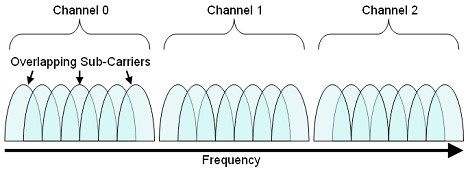 Channel 0
Channel 1
Channel 2
Overlapping Sub-Carriers
Frequency